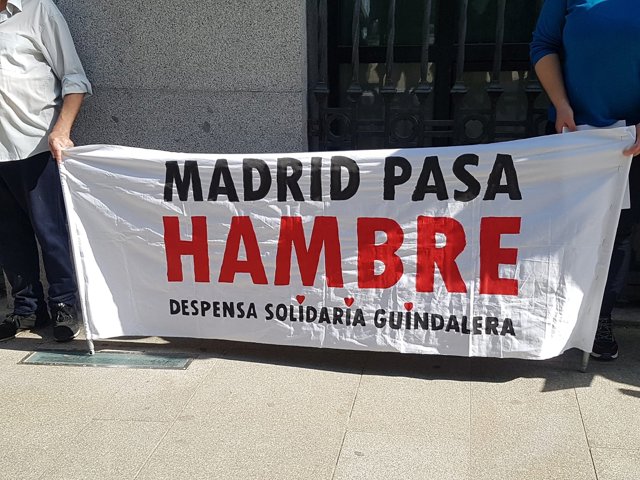 MADRID PASA
HAMBRE
DESPENSA SOLIDARIA GUINDALERA